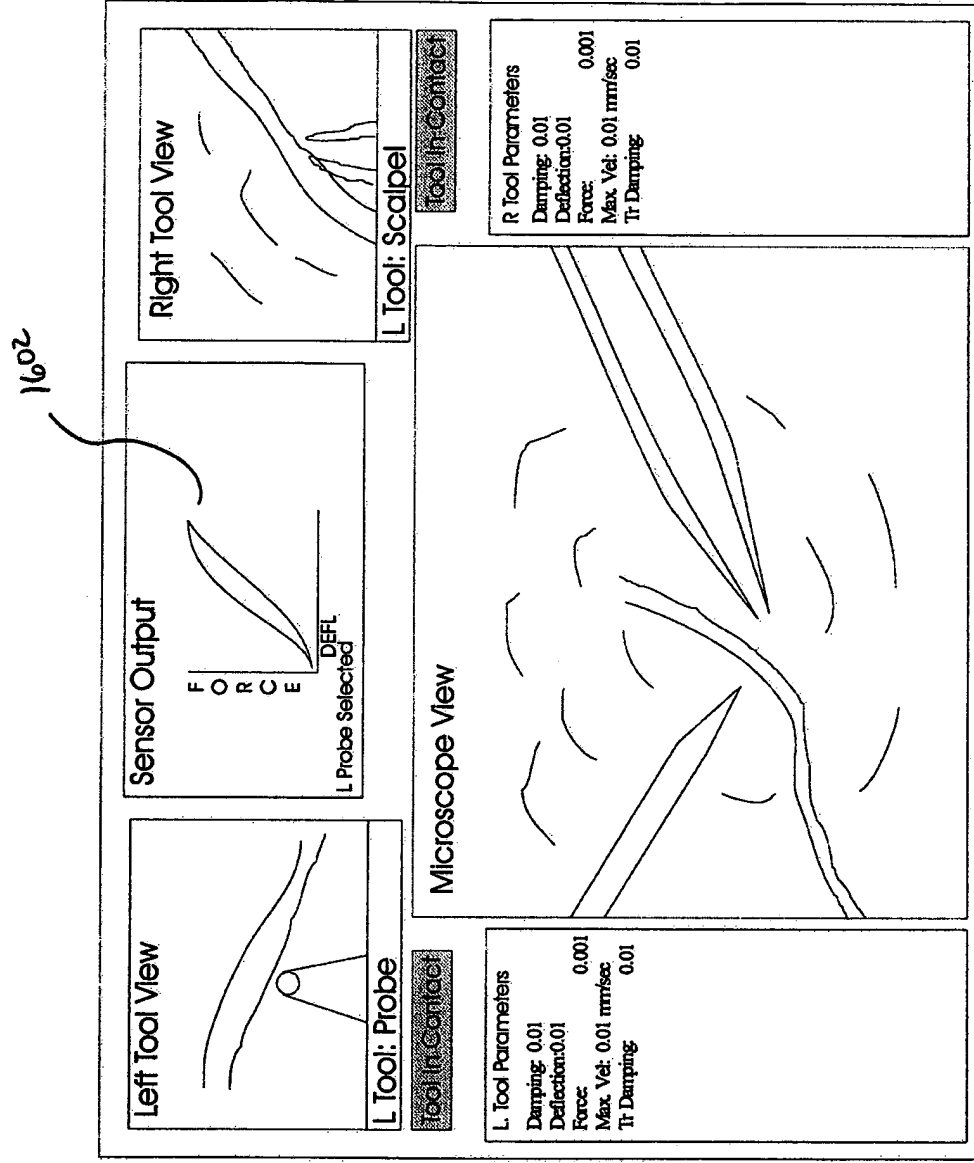 1602
Left Tool View
L Tool: Probe
Tool In Contact
Sensor Output
FORCE
DEFL
L Probe Selected
Right Tool View
L Tool: Scalpel
Tool In Contact
L. Tool Parameters
Damping: 0.01
Deflection:0.01
Force: 0.001
Max. Vel: 0.01 mm/sec
Tr Damping: 0.01
Microscope View
R Tool Parameters
Damping: 0.01
Deflection:0.01
Force: 0.001
Max. Vel: 0.01 mm/sec
Tr Damping: 0.01